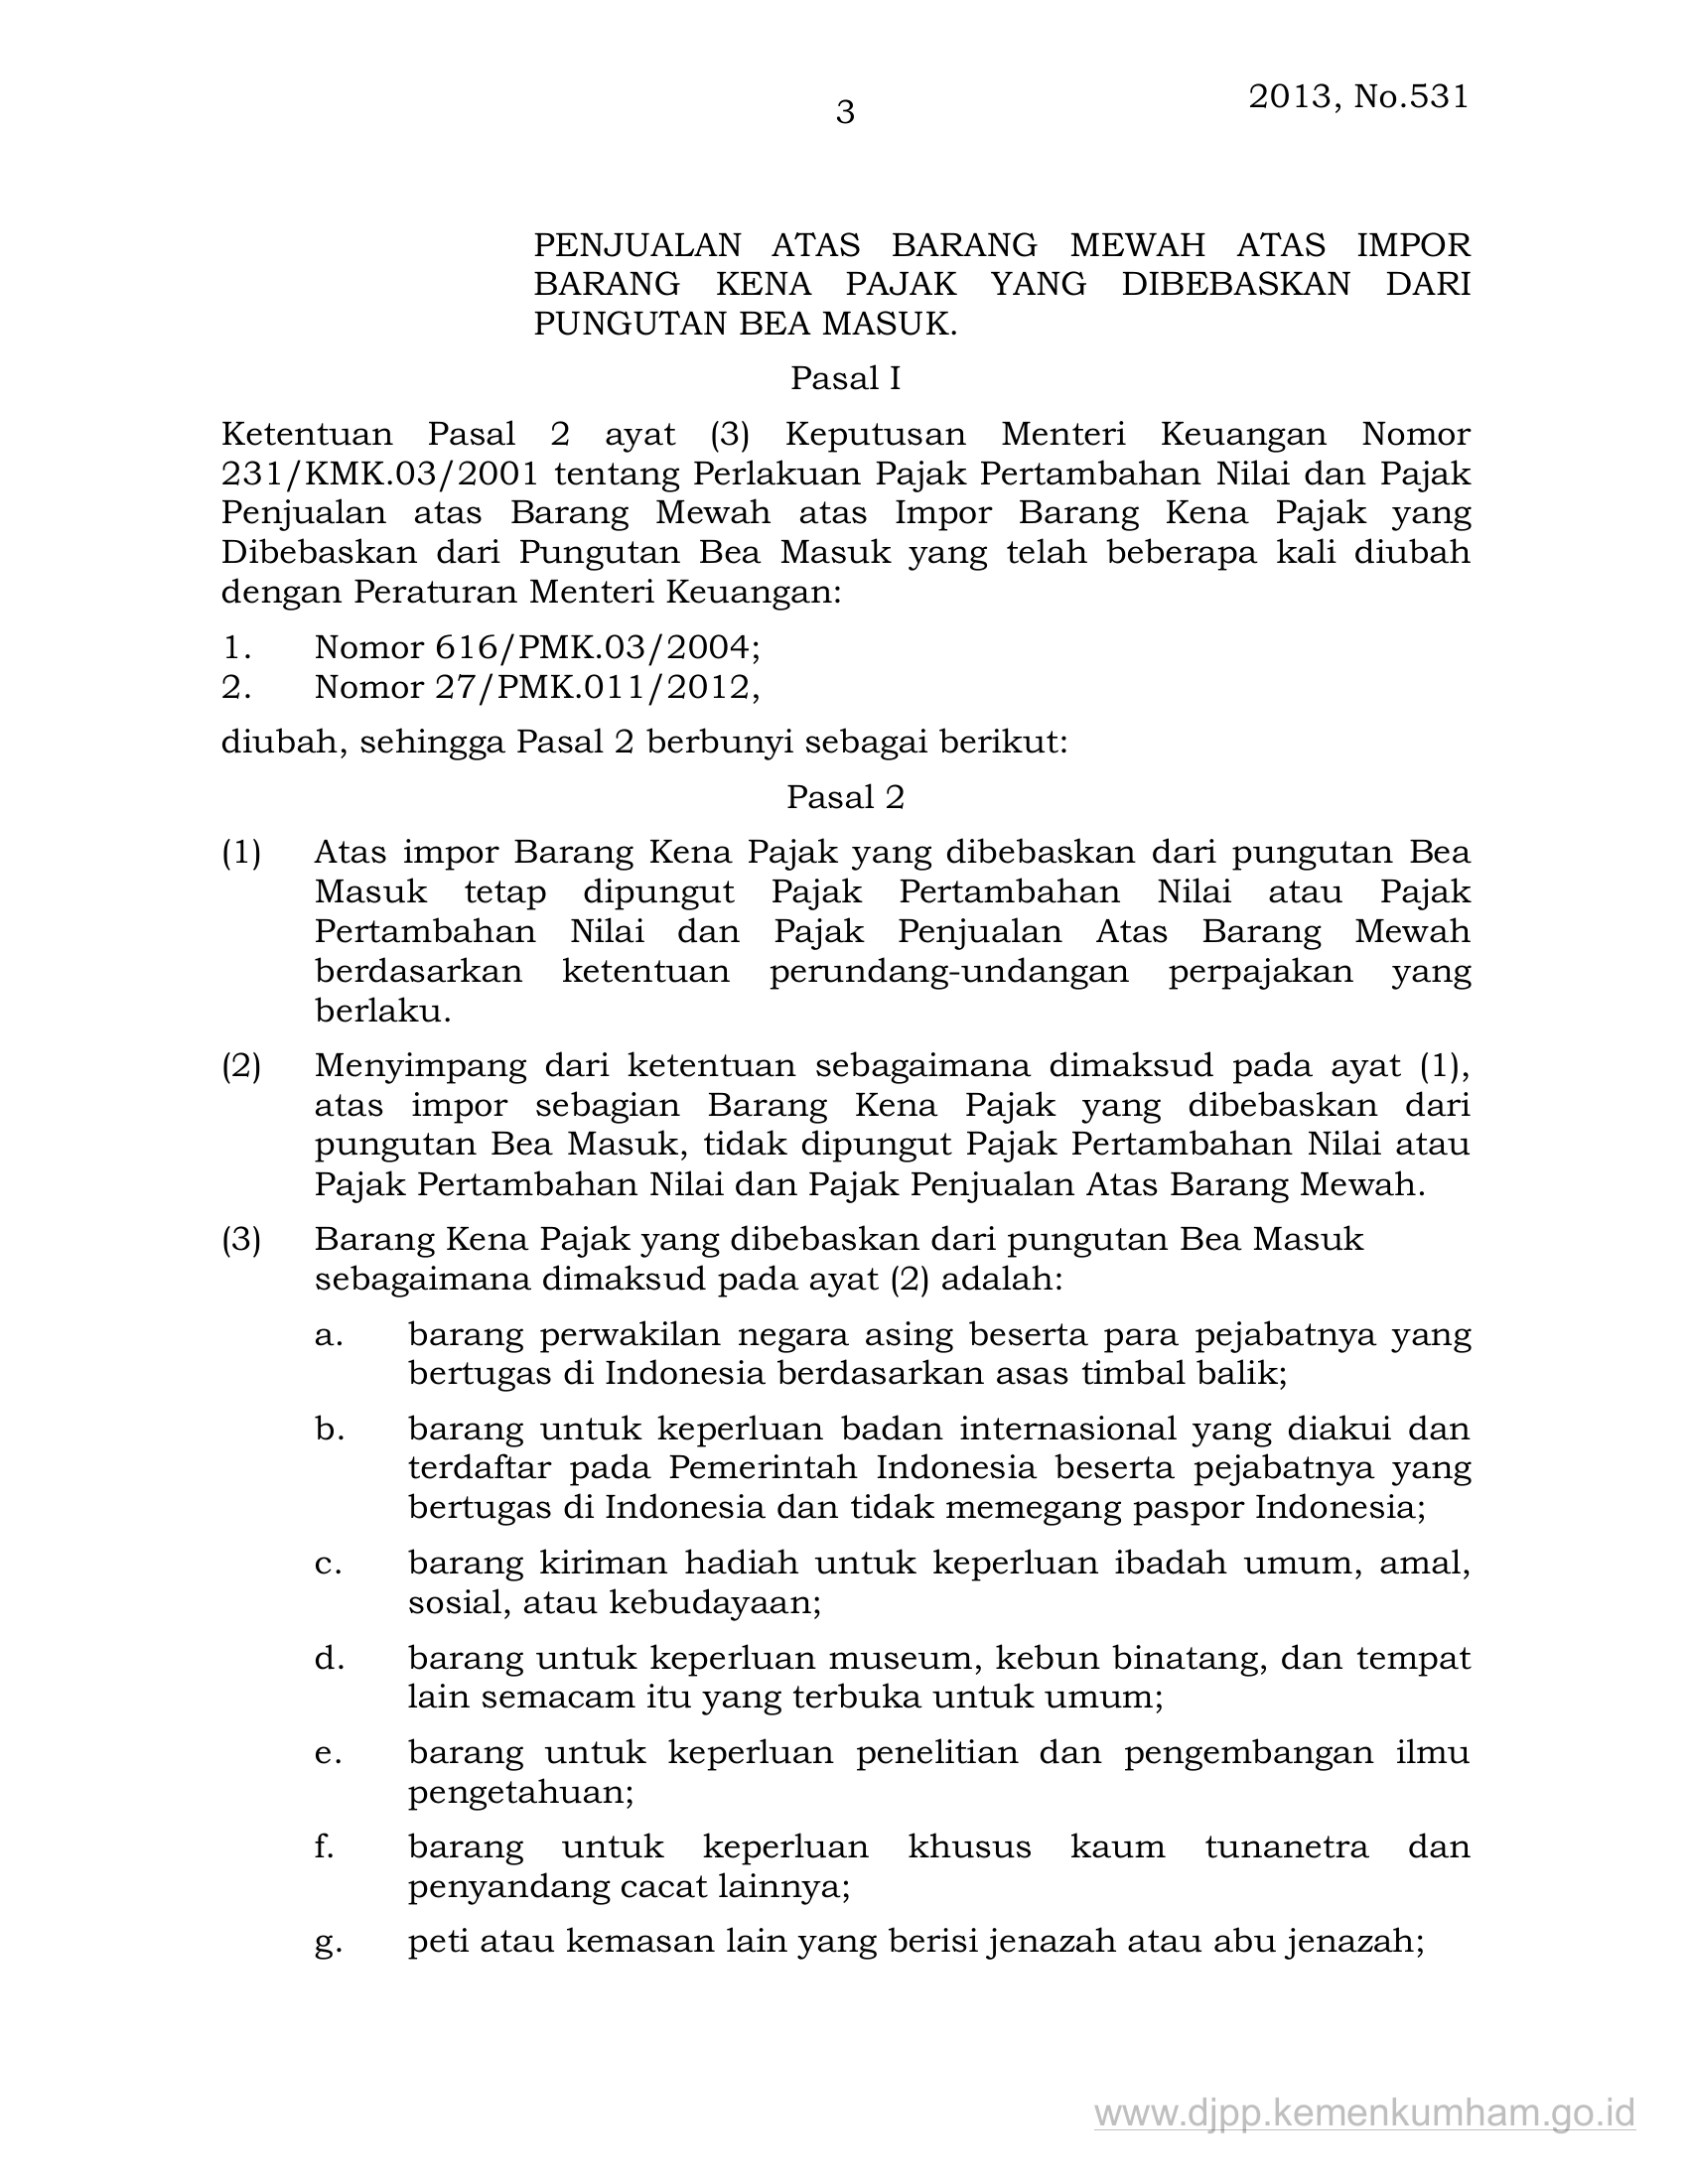 2013, No.531
3
PENJUALAN ATAS BARANG MEWAH ATAS IMPOR
BARANG KENA PAJAK YANG DIBEBASKAN DARI
PUNGUTAN BEA MASUK.
Pasal I
Ketentuan Pasal 2 ayat (3) Keputusan Menteri Keuangan Nomor
231/KMK.03/2001 tentang Perlakuan Pajak Pertambahan Nilai dan Pajak
Penjualan atas Barang Mewah atas Impor Barang Kena Pajak yang
Dibebaskan dari Pungutan Bea Masuk yang telah beberapa kali diubah
dengan Peraturan Menteri Keuangan:
1. Nomor 616/PMK.03/2004;
2. Nomor 27/PMK.011/2012,
diubah, sehingga Pasal 2 berbunyi sebagai berikut:
Pasal 2
(1) Atas impor Barang Kena Pajak yang dibebaskan dari pungutan Bea
Masuk tetap dipungut Pajak Pertambahan Nilai atau Pajak
Pertambahan Nilai dan Pajak Penjualan Atas Barang Mewah
berdasarkan ketentuan perundang-undangan perpajakan yang
berlaku.
(2) Menyimpang dari ketentuan sebagaimana dimaksud pada ayat (1),
atas impor sebagian Barang Kena Pajak yang dibebaskan dari
pungutan Bea Masuk, tidak dipungut Pajak Pertambahan Nilai atau
Pajak Pertambahan Nilai dan Pajak Penjualan Atas Barang Mewah.
(3) Barang Kena Pajak yang dibebaskan dari pungutan Bea Masuk
sebagaimana dimaksud pada ayat (2) adalah:
a. barang perwakilan negara asing beserta para pejabatnya yang
bertugas di Indonesia berdasarkan asas timbal balik;
b. barang untuk keperluan badan internasional yang diakui dan
terdaftar pada Pemerintah Indonesia beserta pejabatnya yang
bertugas di Indonesia dan tidak memegang paspor Indonesia;
c. barang kiriman hadiah untuk keperluan ibadah umum, amal,
sosial, atau kebudayaan;
d. barang untuk keperluan museum, kebun binatang, dan tempat
lain semacam itu yang terbuka untuk umum;
e. barang untuk keperluan penelitian dan pengembangan ilmu
pengetahuan;
f. barang untuk keperluan khusus kaum tunanetra dan
penyandang cacat lainnya;
g. peti atau kemasan lain yang berisi jenazah atau abu jenazah;
www.djpp.kemenkumham.go.id